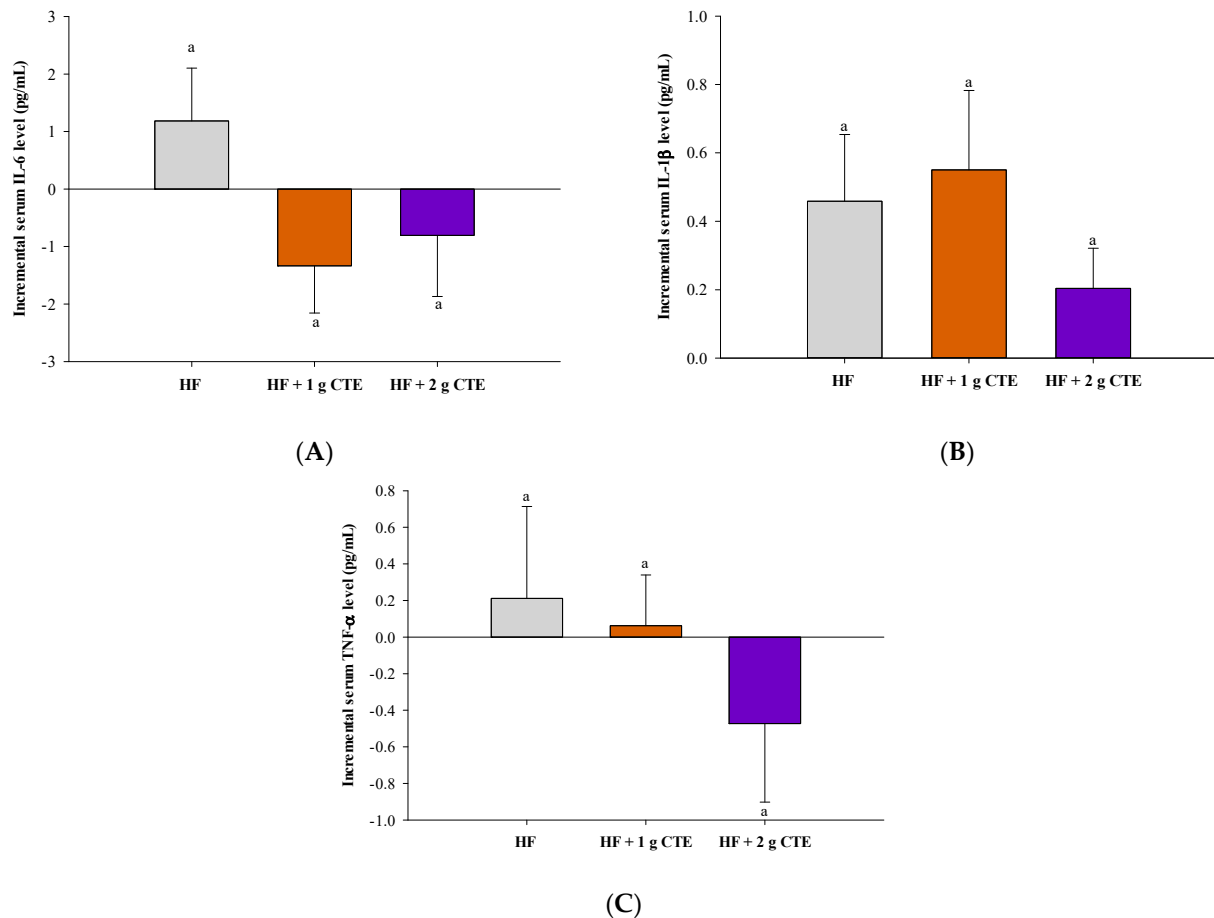 Incremental serum IL-6 level (pg/mL)
3
2
1
0
-1
-2
-3
a
a
a
HF
HF + 1 g CTE
HF + 2 g CTE
(A)
Incremental serum IL-1β level (pg/mL)
1.0
0.8
0.6
0.4
0.2
0.0
a
a
a
HF
HF + 1 g CTE
HF + 2 g CTE
(B)
Incremental serum TNF-α level (pg/mL)
0.8
0.6
0.4
0.2
0.0
-0.2
-0.4
-0.6
-0.8
-1.0
a
a
a
HF
HF + 1 g CTE
HF + 2 g CTE
(C)